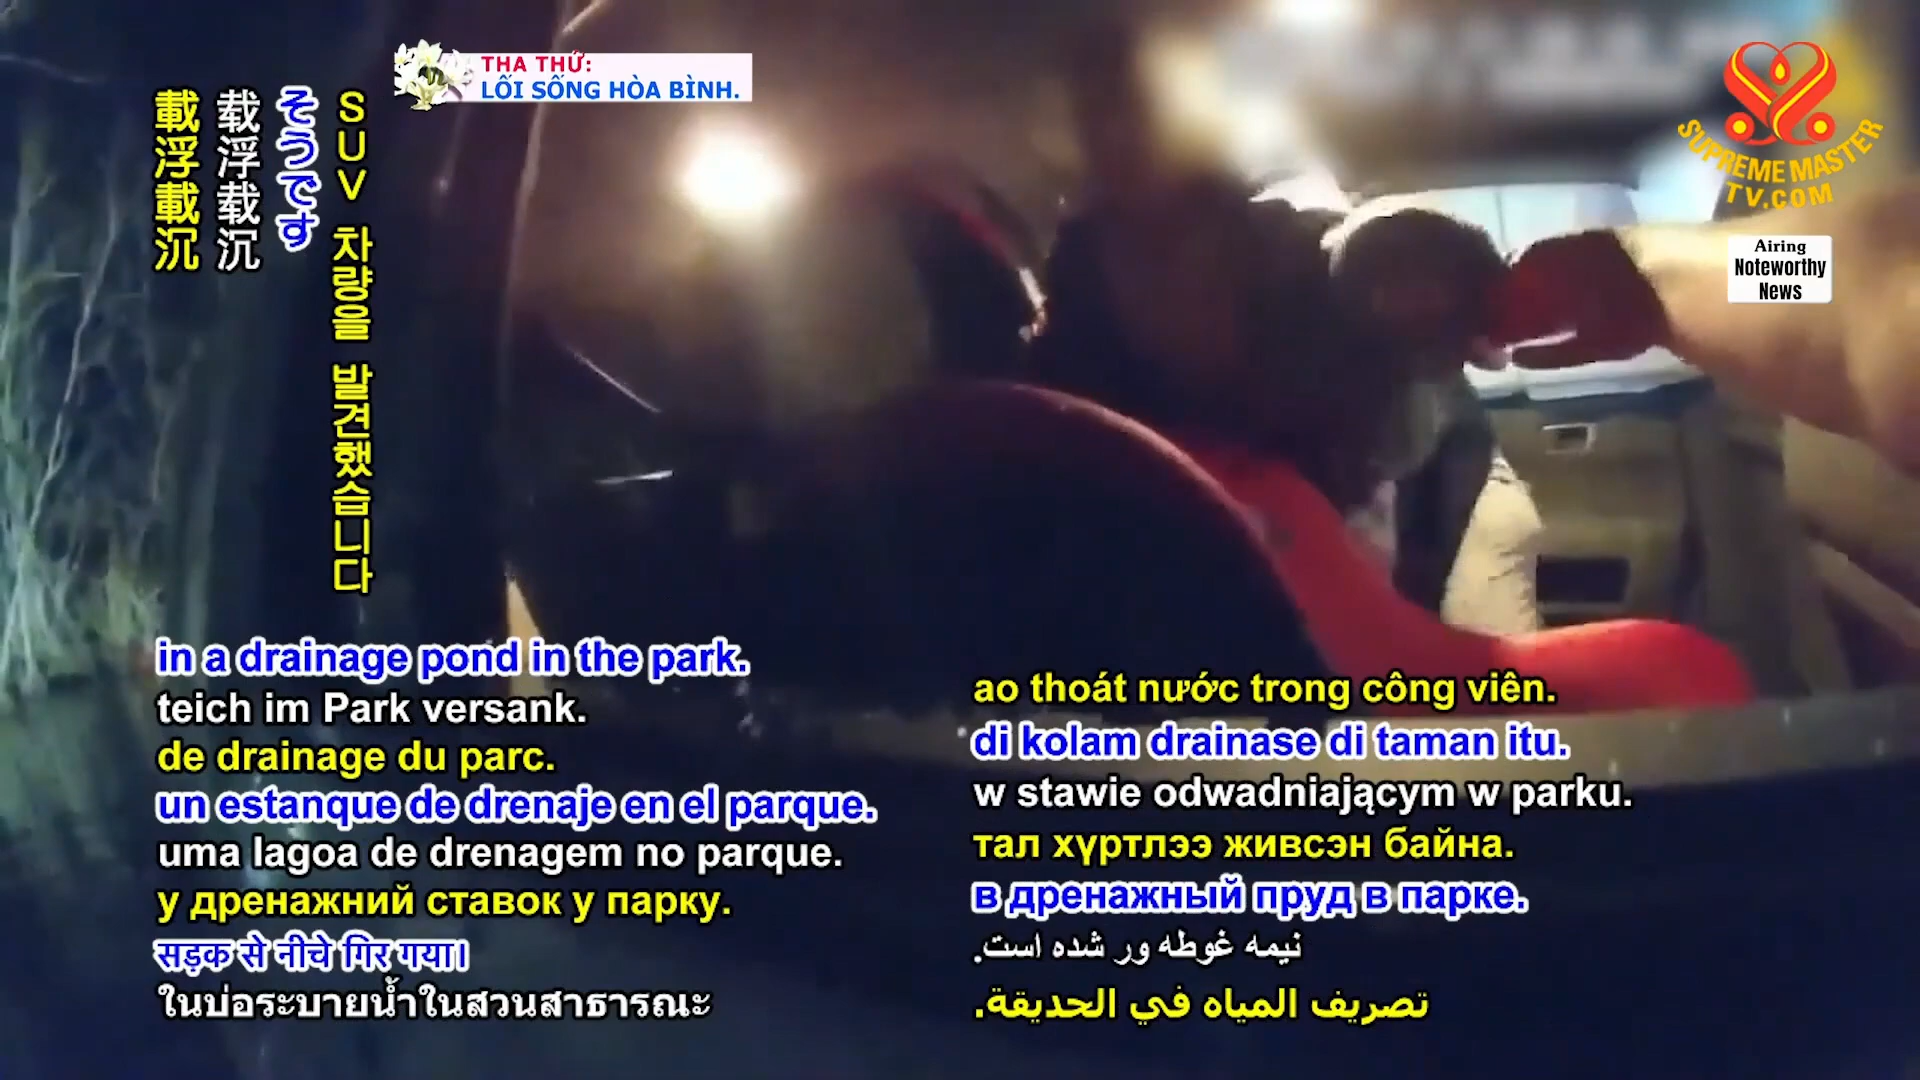 THA THỨ:
LỐI SỐNG HÒA BÌNH.
載浮載沉
载浮载沉
そうです
SUV 차량을 발견했습니다
SUPREME MASTER
TV.COM
Airing
Noteworthy
News
in a drainage pond in the park.
teich im Park versank.
de drainage du parc.
un estanque de drenaje en el parque.
uma lagoa de drenagem no parque.
у дренажний ставок у парку.
सड़क से नीचे गिर गया।
ในบ่อระบายน้ำในสวนสาธารณะ
ao thoát nước trong công viên.
di kolam drainase di taman itu.
w stawie odwadniającym w parku.
тал хүртлээ живсэн байна.
в дренажный пруд в парке.
نیمه غوطه ور شده است.
تصريف المياه في الحديقة.